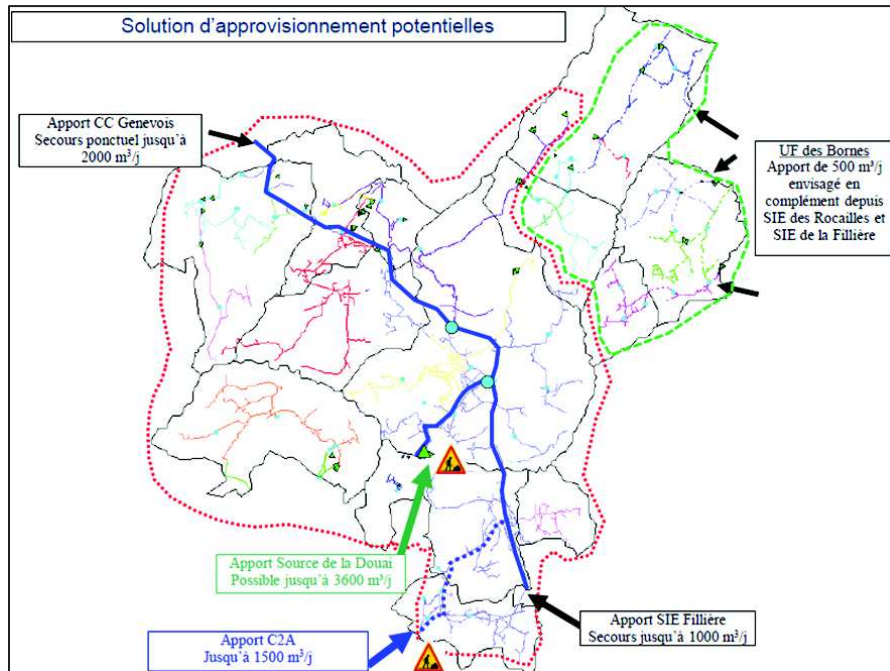 Solution d'approvisionnement potentielles
Apport CC Genevois
Secours ponctuel jusqu'à
2000 m³/j
UF des Bornes
Apport de 500 m³/j
envisagé en
complément depuis
SIE des Rocailles et
SIE de la Fillière
Apport Source de la Douai
Possible jusqu'à 3600 m³/j
Apport C2A
Jusqu'à 1500 m³/j
Apport SIE Fillière
Secours jusqu'à 1000 m³/j